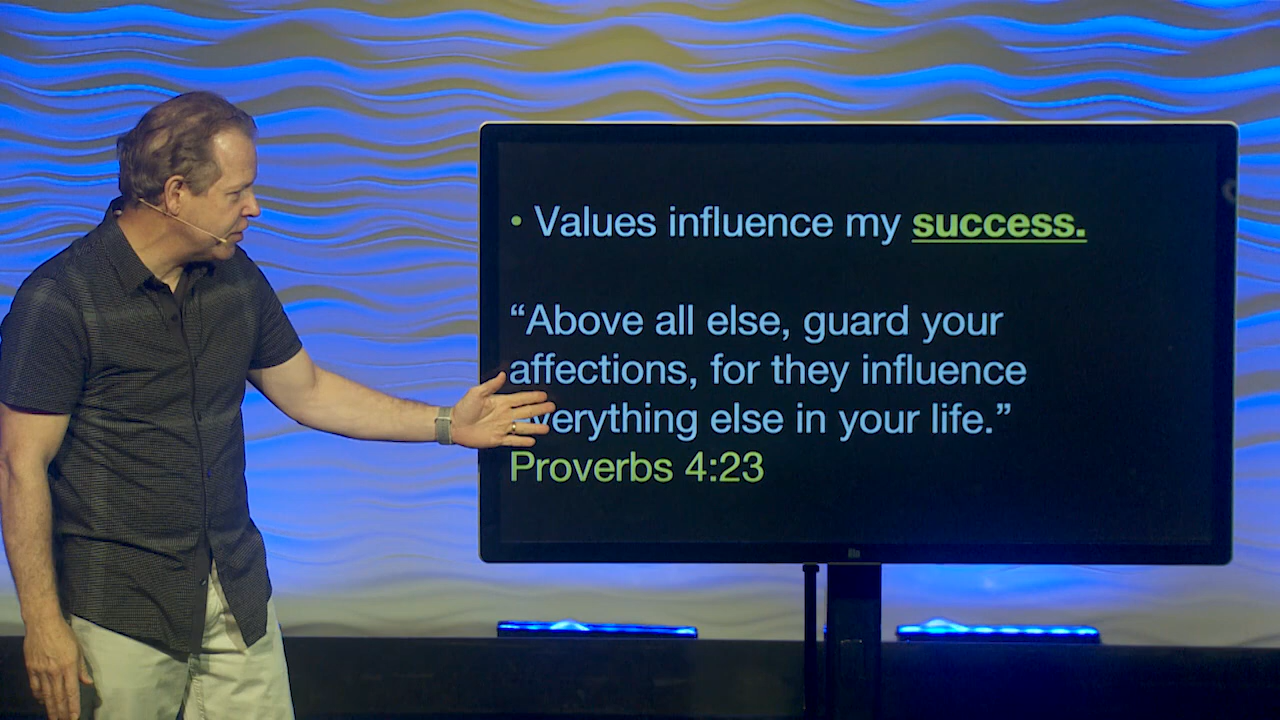 • Values influence my success.
“Above all else, guard your
affections, for they influence
everything else in your life.”
Proverbs 4:23